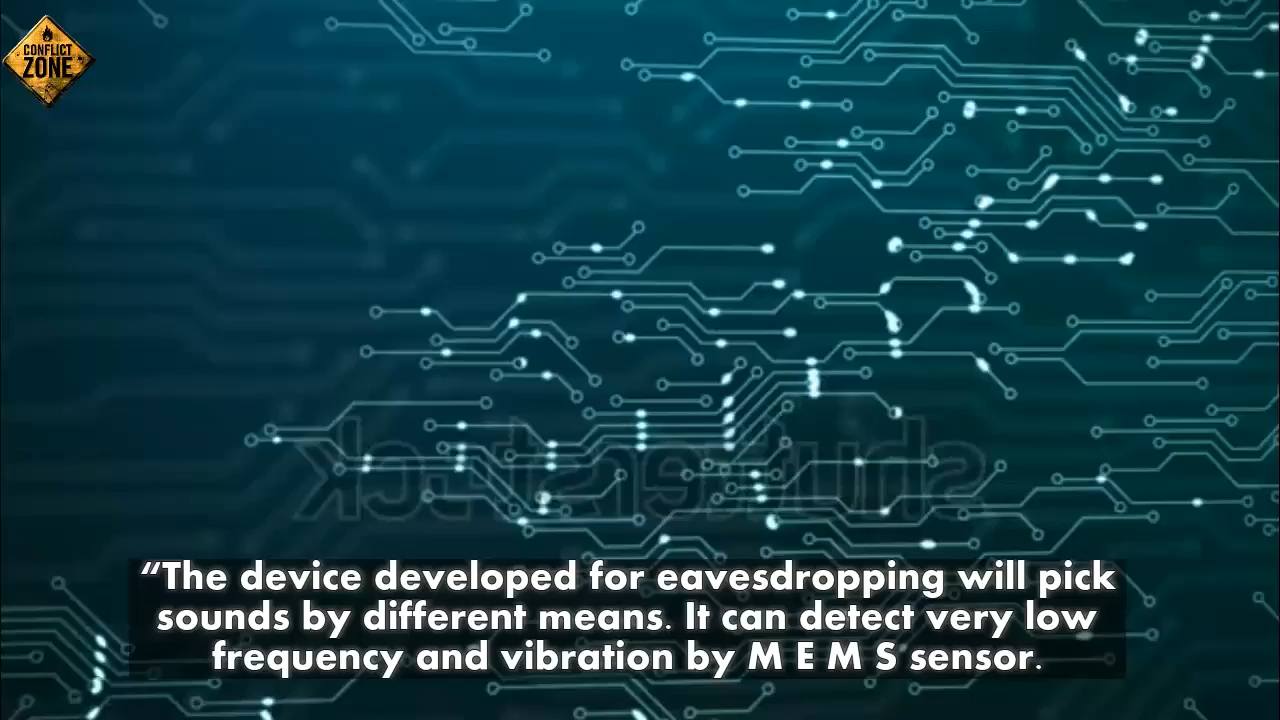 CONFLICT
ZONE
shutterstock
“The device developed for eavesdropping will pick
sounds by different means. It can detect very low
frequency and vibration by M E M S sensor.